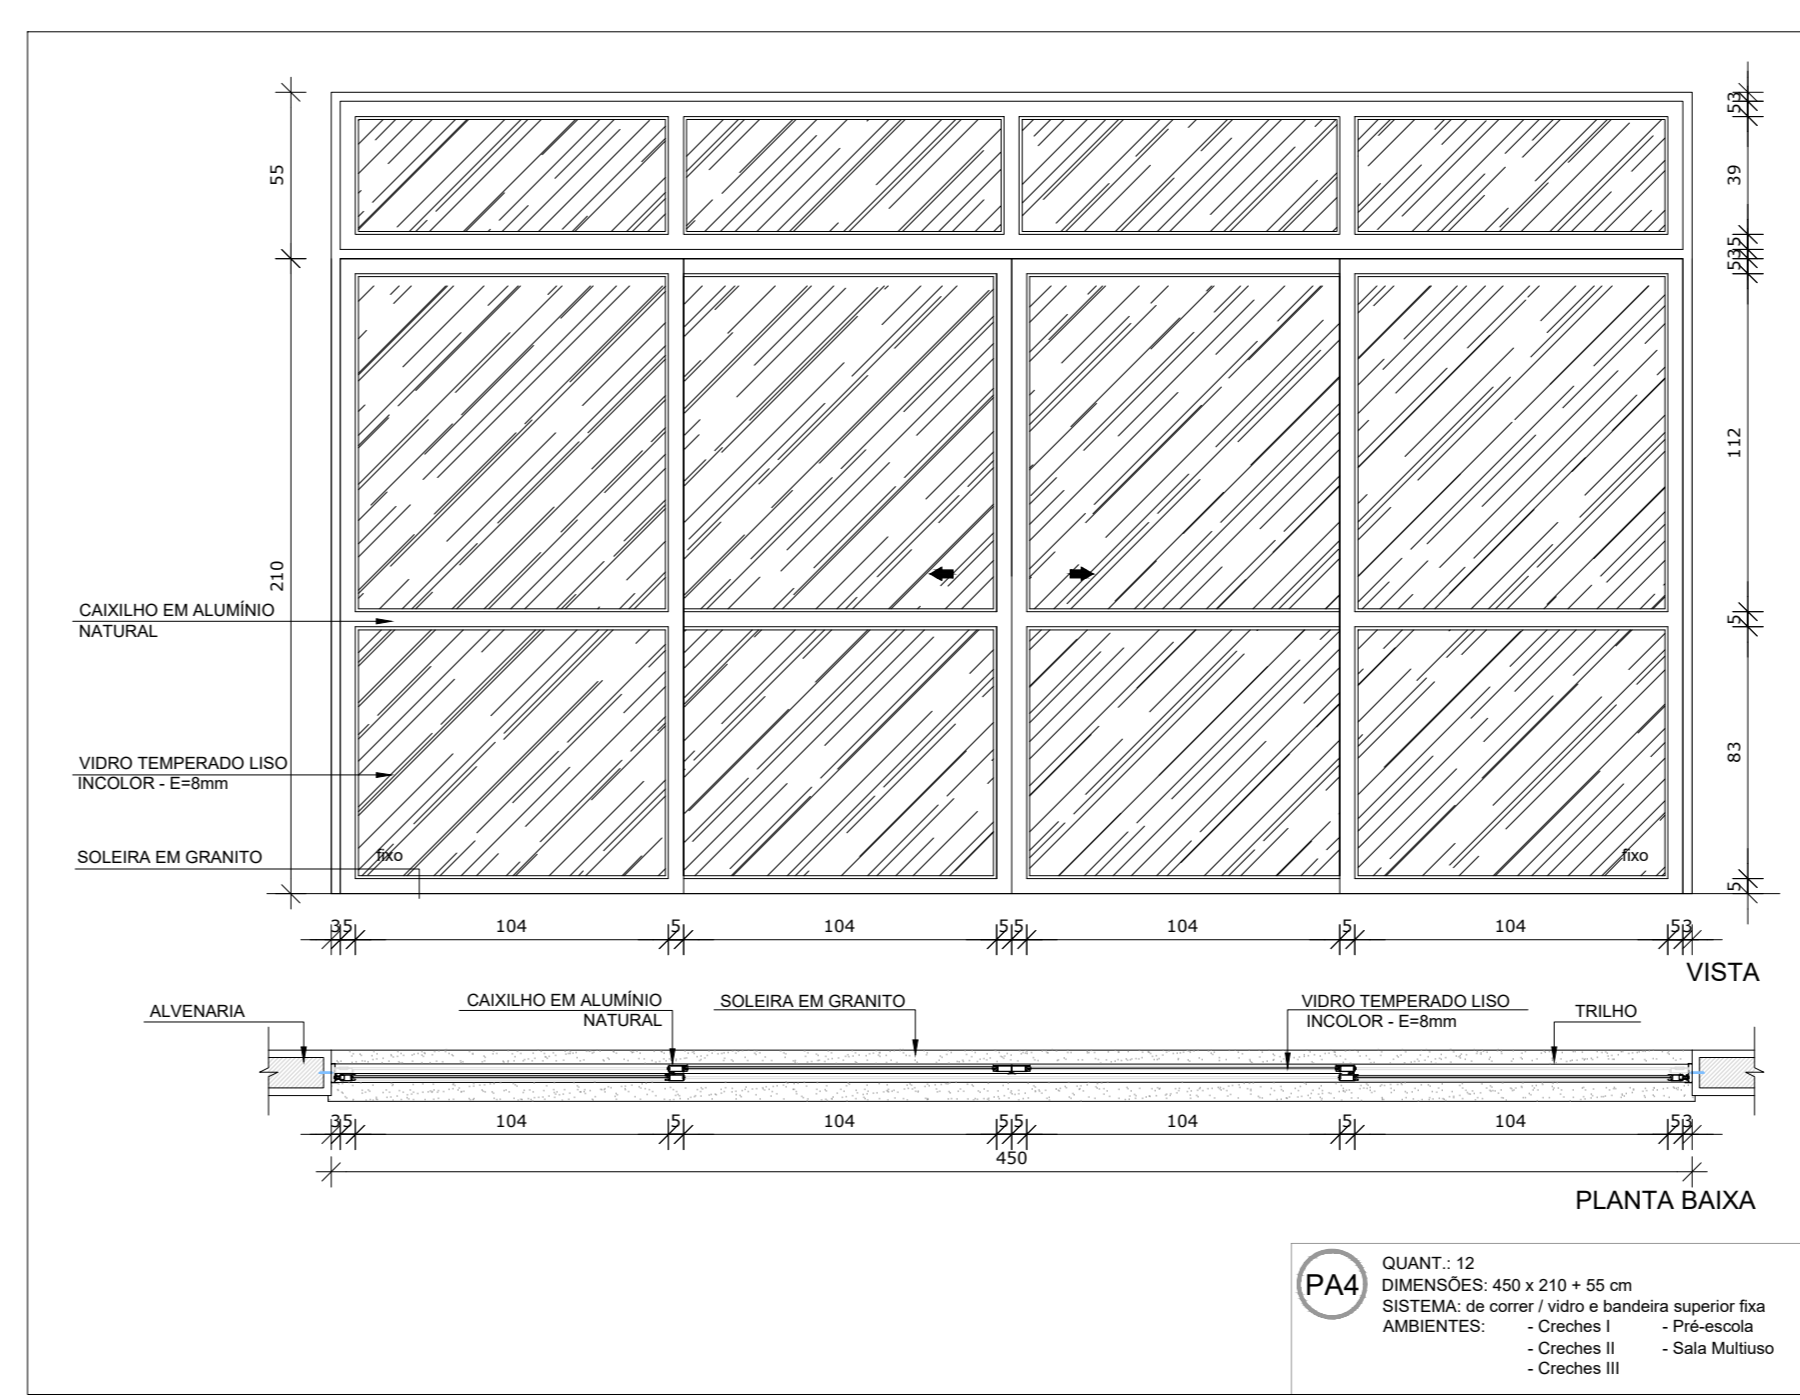 55
210
53
39
5
53
112
5
83
5
CAIXILHO EM ALUMÍNIO
NATURAL
VIDRO TEMPERADO LISO
INCOLOR - E=8mm
SOLEIRA EM GRANITO
fixo
fixo
35 104 5 104 55 104 5 104 53
VISTA
ALVENARIA
CAIXILHO EM ALUMÍNIO
NATURAL
SOLEIRA EM GRANITO
VIDRO TEMPERADO LISO
INCOLOR - E=8mm
TRILHO
35 104 5 104 55 104 5 104 53
450
PLANTA BAIXA
PA4
QUANT.: 12
DIMENSÕES: 450 x 210 + 55 cm
SISTEMA: de correr / vidro e bandeira superior fixa
AMBIENTES: - Creches I - Pré-escola
- Creches II - Sala Multiuso
- Creches III